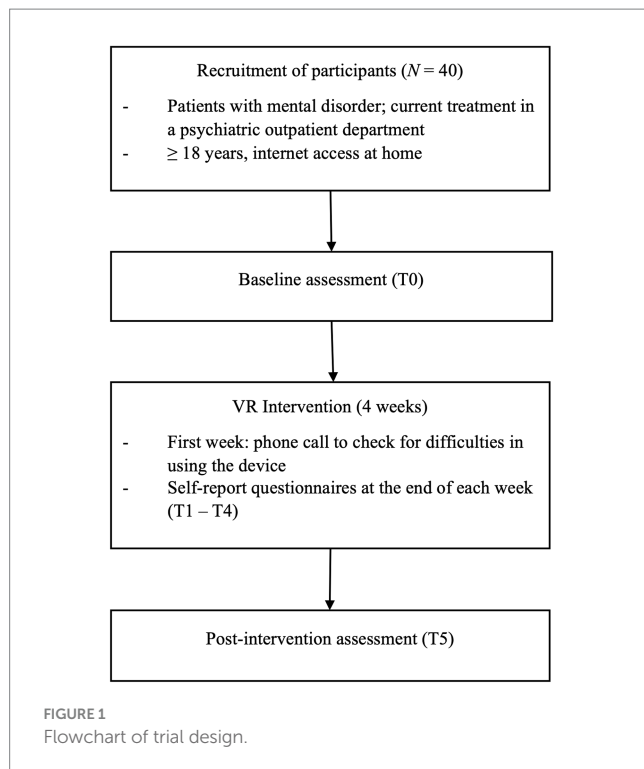 Recruitment of participants (N = 40)
- Patients with mental disorder; current treatment in
a psychiatric outpatient department
- ≥ 18 years, internet access at home
Baseline assessment (T0)
VR Intervention (4 weeks)
- First week: phone call to check for difficulties in
using the device
- Self-report questionnaires at the end of each week
(T1 – T4)
Post-intervention assessment (T5)
FIGURE 1
Flowchart of trial design.